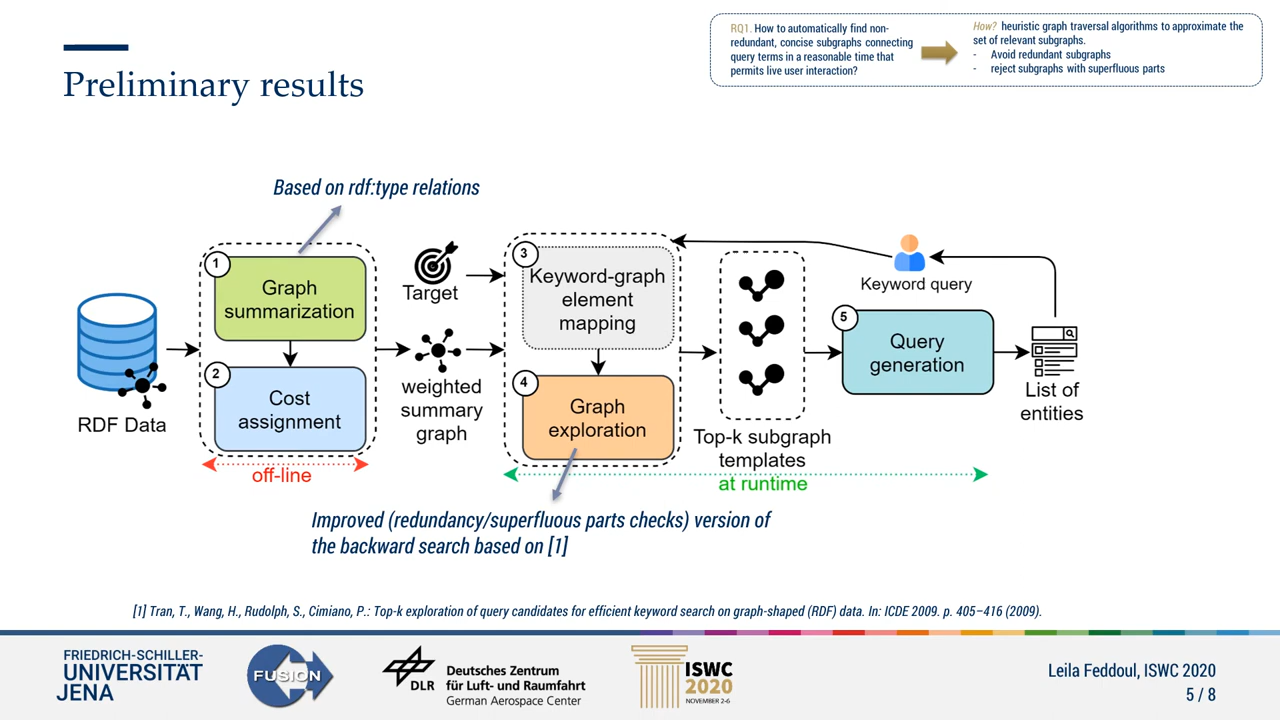 RQ1. How to automatically find non-
redundant, concise subgraphs connecting
query terms in a reasonable time that
permits live user interaction?
How? heuristic graph traversal algorithms to approximate the
set of relevant subgraphs.
- Avoid redundant subgraphs
- reject subgraphs with superfluous parts
Preliminary results
Based on rdf:type relations
RDF Data
1
Graph
summarization
2
Cost
assignment
off-line
Target
weighted
summary
graph
3
Keyword-graph
element
mapping
4
Graph
exploration
Top-k subgraph
templates
at runtime
5
Query
generation
Keyword query
List of
entities
Improved (redundancy/superfluous parts checks) version of
the backward search based on [1]
[1] Tran, T., Wang, H., Rudolph, S., Cimiano, P.: Top-k exploration of query candidates for efficient keyword search on graph-shaped (RDF) data. In: ICDE 2009. p. 405–416 (2009).
FRIEDRICH-SCHILLER-
UNIVERSITÄT
JENA
FUSION
DLR
Deutsches Zentrum
für Luft- und Raumfahrt
German Aerospace Center
ISWC
2020
NOVEMBER 2-6
Leila Feddoul, ISWC 2020
5 / 8